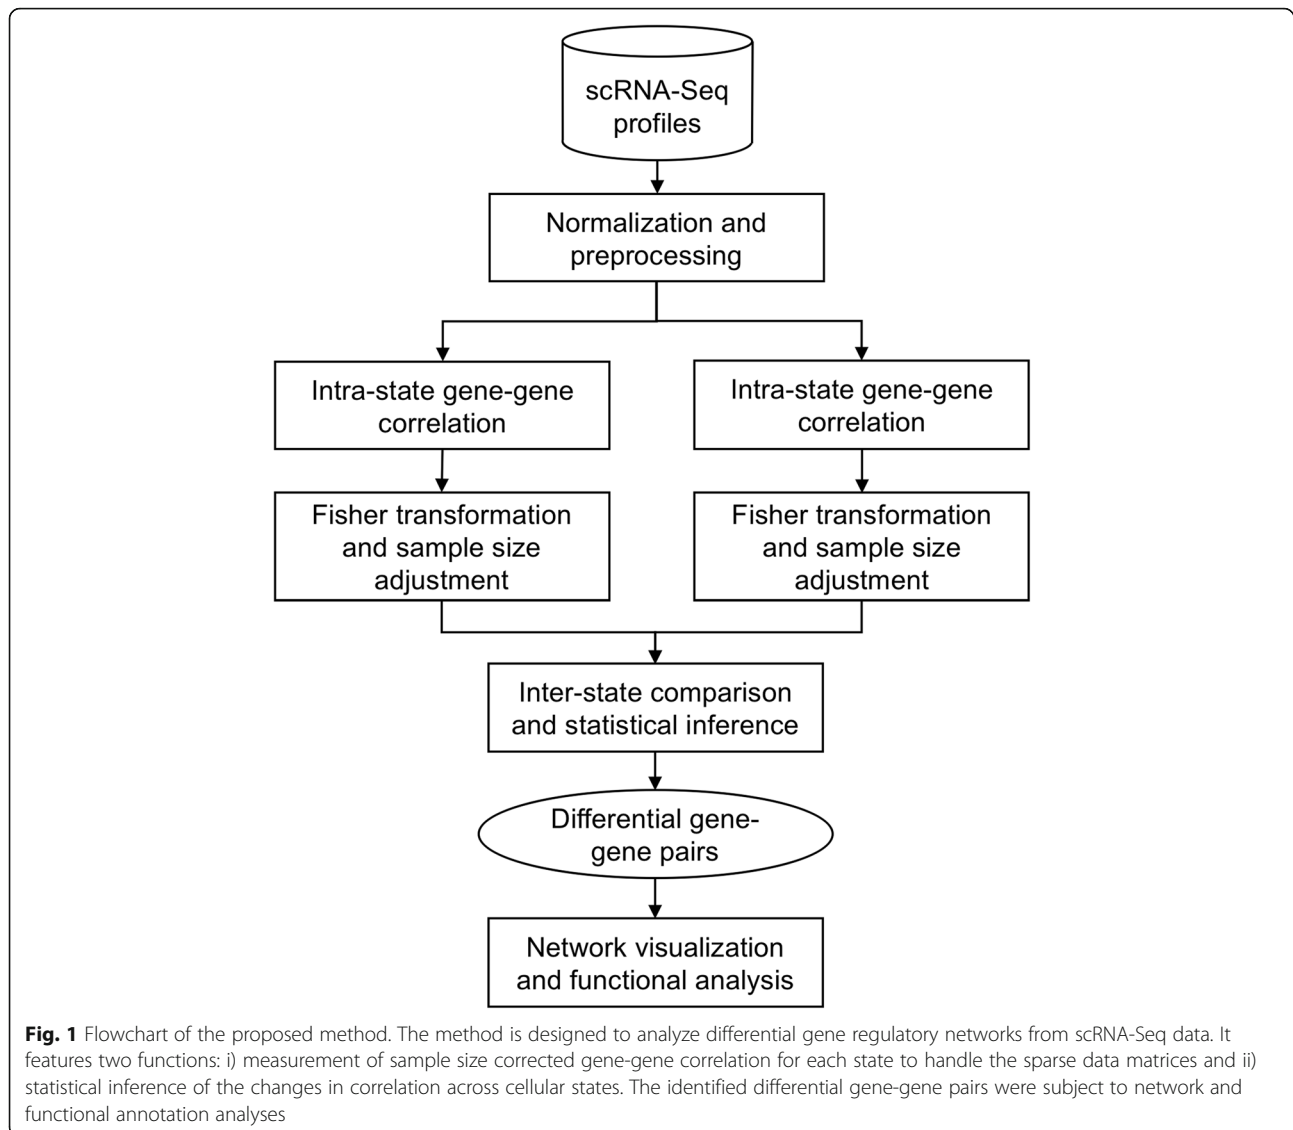 scRNA-Seq
profiles
Normalization and
preprocessing
Intra-state gene-gene
correlation
Intra-state gene-gene
correlation
Fisher transformation
and sample size
adjustment
Fisher transformation
and sample size
adjustment
Inter-state comparison
and statistical inference
Differential gene-
gene pairs
Network visualization
and functional analysis
Fig. 1 Flowchart of the proposed method. The method is designed to analyze differential gene regulatory networks from scRNA-Seq data. It
features two functions: i) measurement of sample size corrected gene-gene correlation for each state to handle the sparse data matrices and ii)
statistical inference of the changes in correlation across cellular states. The identified differential gene-gene pairs were subject to network and
functional annotation analyses